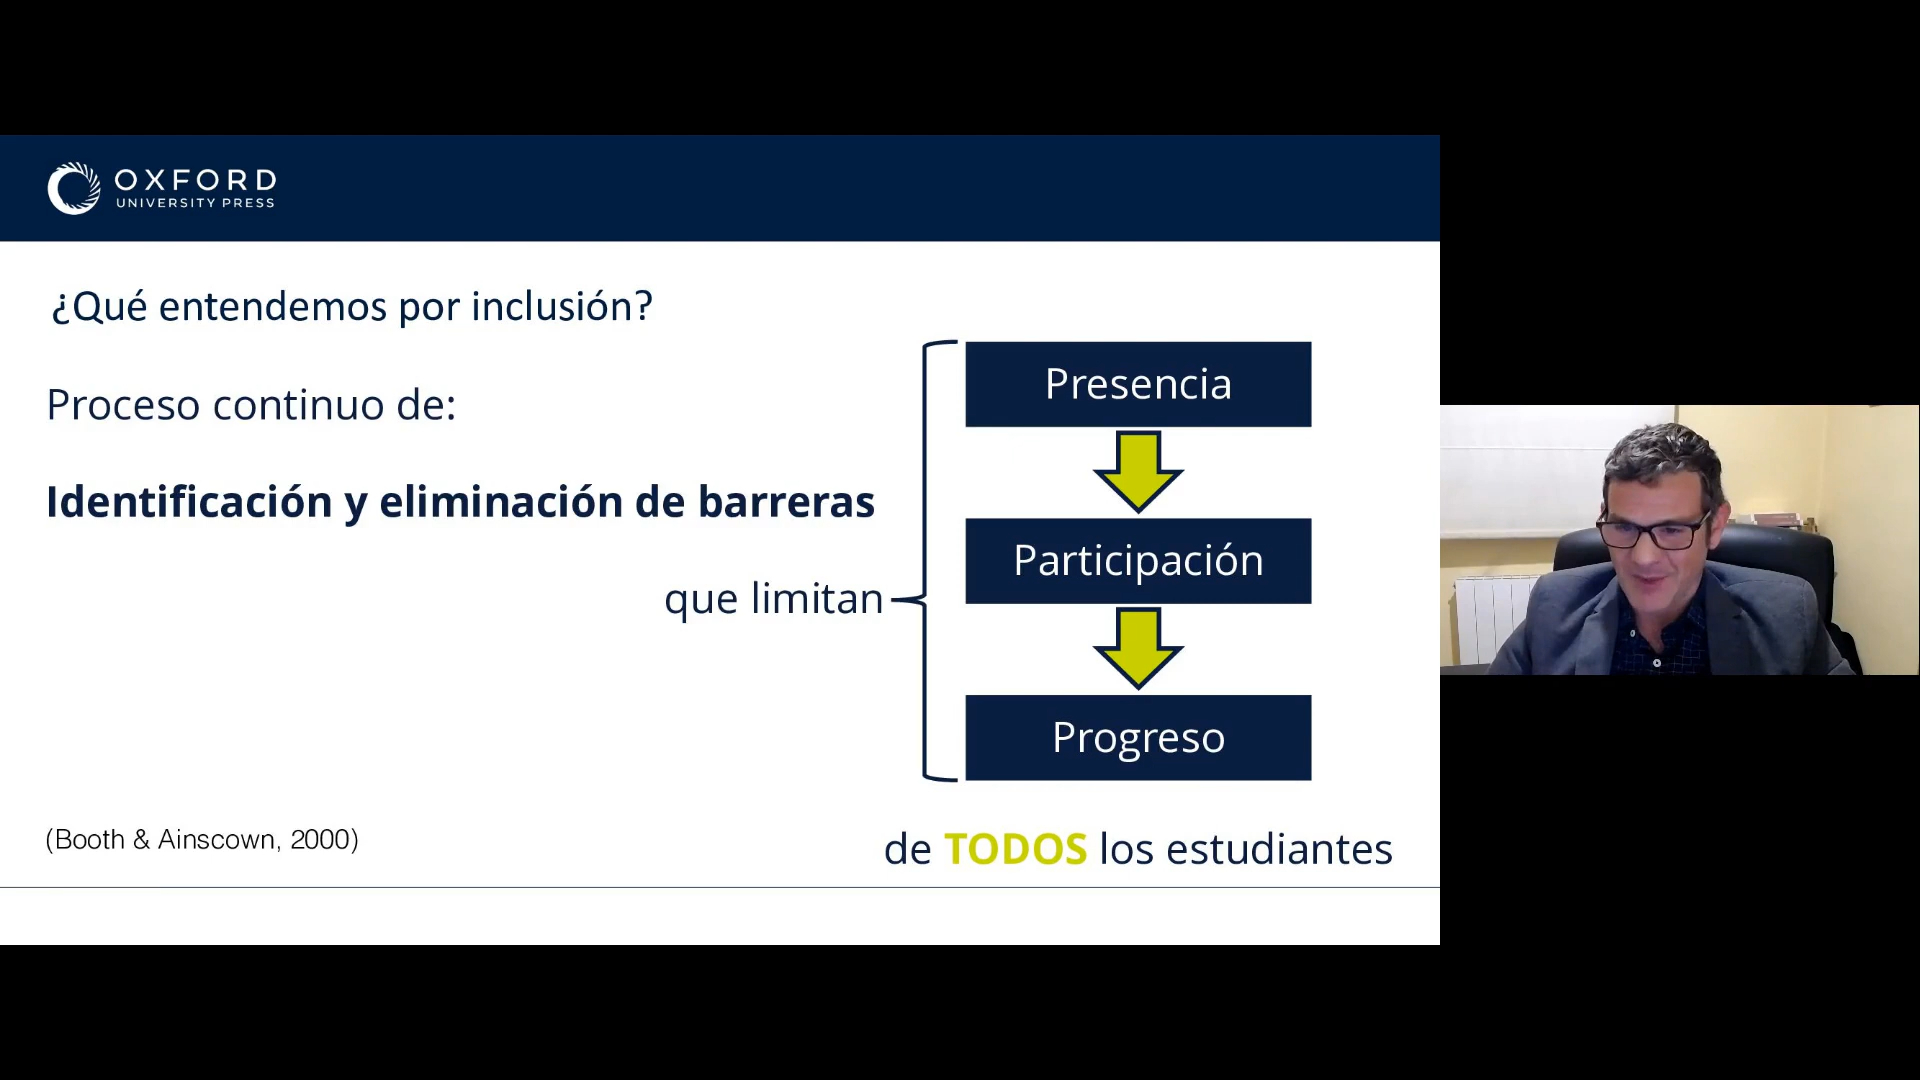 OXFORD
UNIVERSITY PRESS
¿Qué entendemos por inclusión?
Proceso continuo de:
Identificación y eliminación de barreras
que limitan
Presencia
Participación
Progreso
de TODOS los estudiantes
(Booth & Ainscown, 2000)